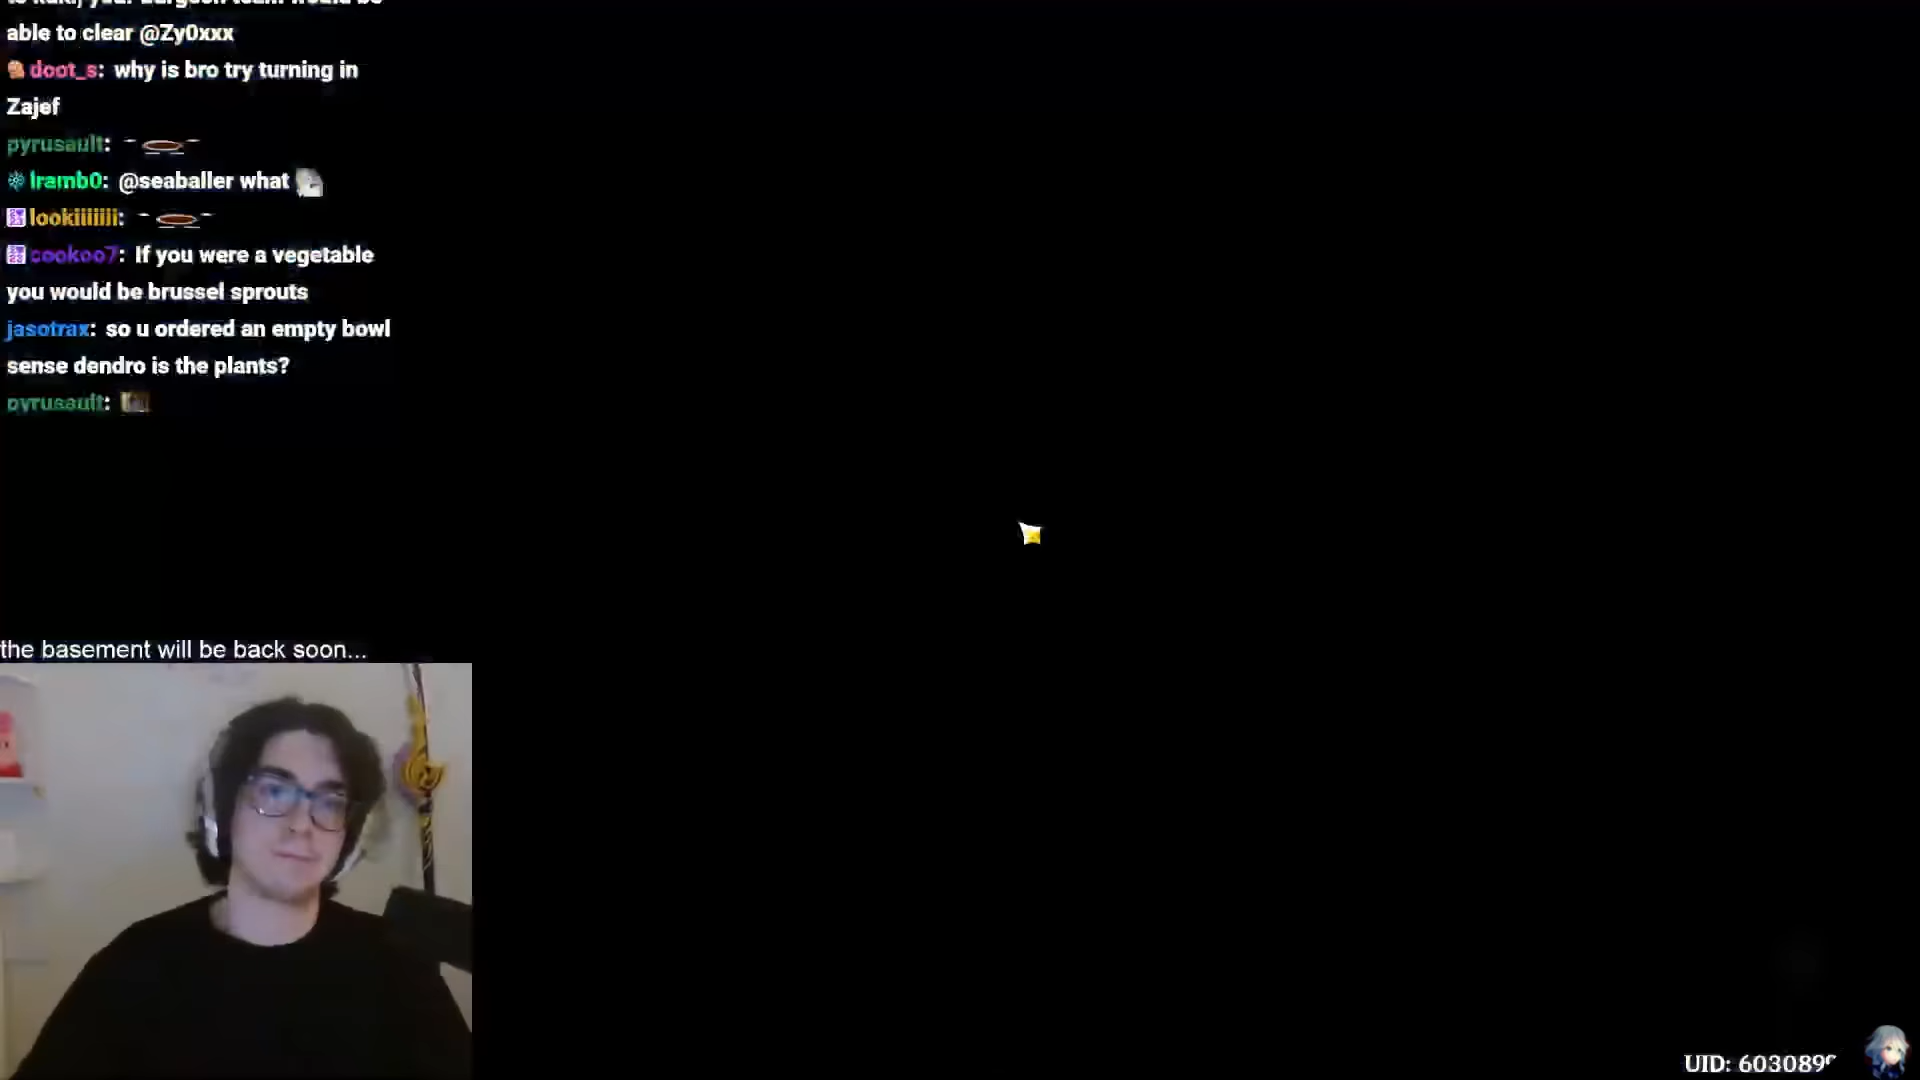 able to clear @Zy0xxx
doot_s: why is bro try turning in
Zajef
pyrusault:
lramb0: @seaballer what
lookiiiiiii:
cookoo7: If you were a vegetable
you would be brussel sprouts
jasotrax: so u ordered an empty bowl
sense dendro is the plants?
pyrusault:
the basement will be back soon...
UID: 603089